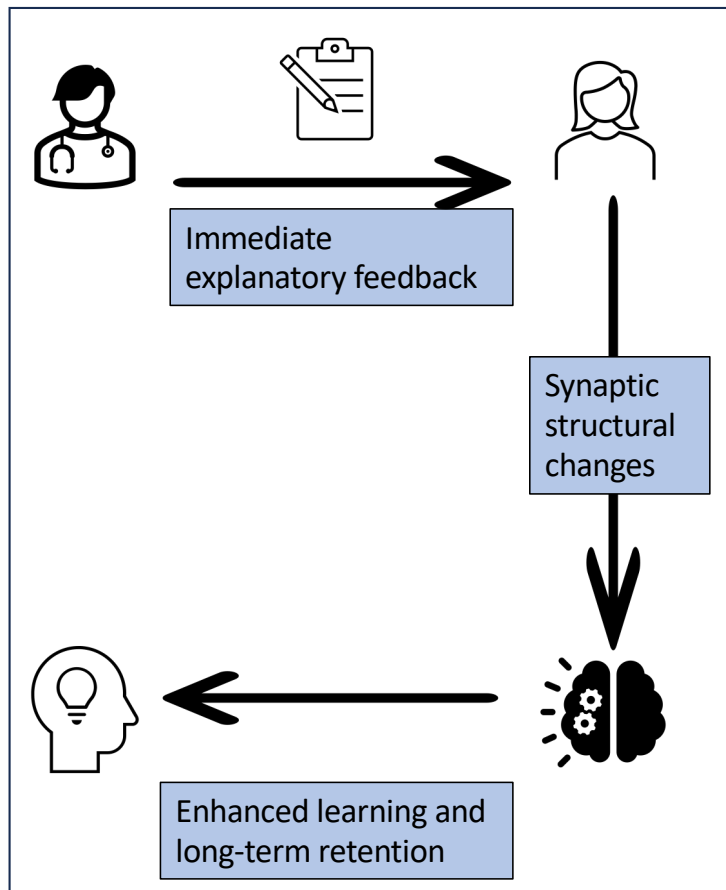 Immediate
explanatory feedback
Synaptic
structural
changes
Enhanced learning and
long-term retention